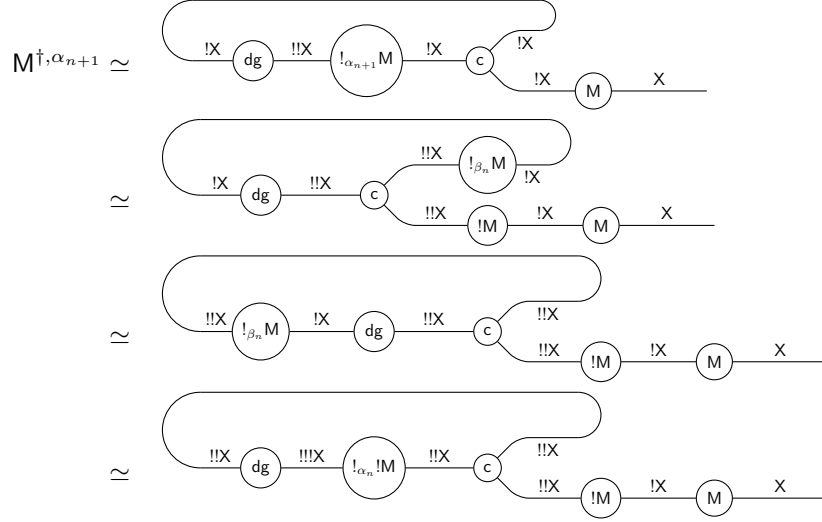 !X
M^{†,α_{n+1}} ≃ !X dg !!X !_{α_{n+1}}M !X c !X
!X M X
!!X !_{β_n}M !X
≃ !X dg !!X c
!!X !M !X M X
≃ !!X !_{β_n}M !X dg !!X c !!X
!!X !M !X M X
≃ !!X dg !!!X !_{α_n}!M !!X c !!X
!!X !M !X M X